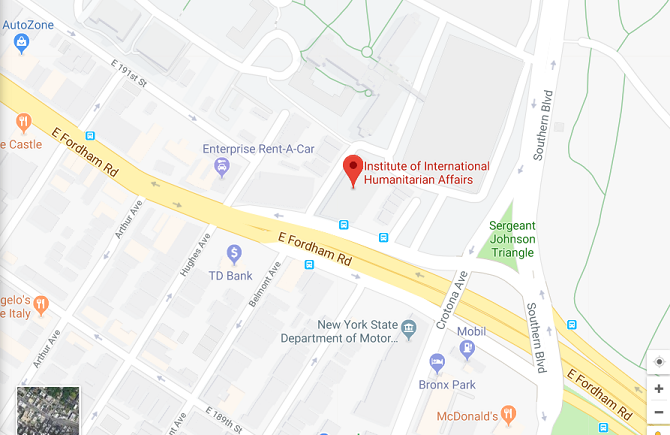 AutoZone
E 191st St
e Castle
E Fordham Rd
Enterprise Rent-A-Car
Institute of International
Humanitarian Affairs
Southern Blvd
Sergeant
Johnson
Triangle
Arthur Ave
Hughes Ave
E Fordham Rd
TD Bank
Belmont Ave
Crotona Ave
gelo's
e Italy
New York State
Department of Motor...
Mobil
Southern Blvd
Arthur Ave
Bronx Park
E Fordham Rd
McDonald's
E 189th St
nt Ave